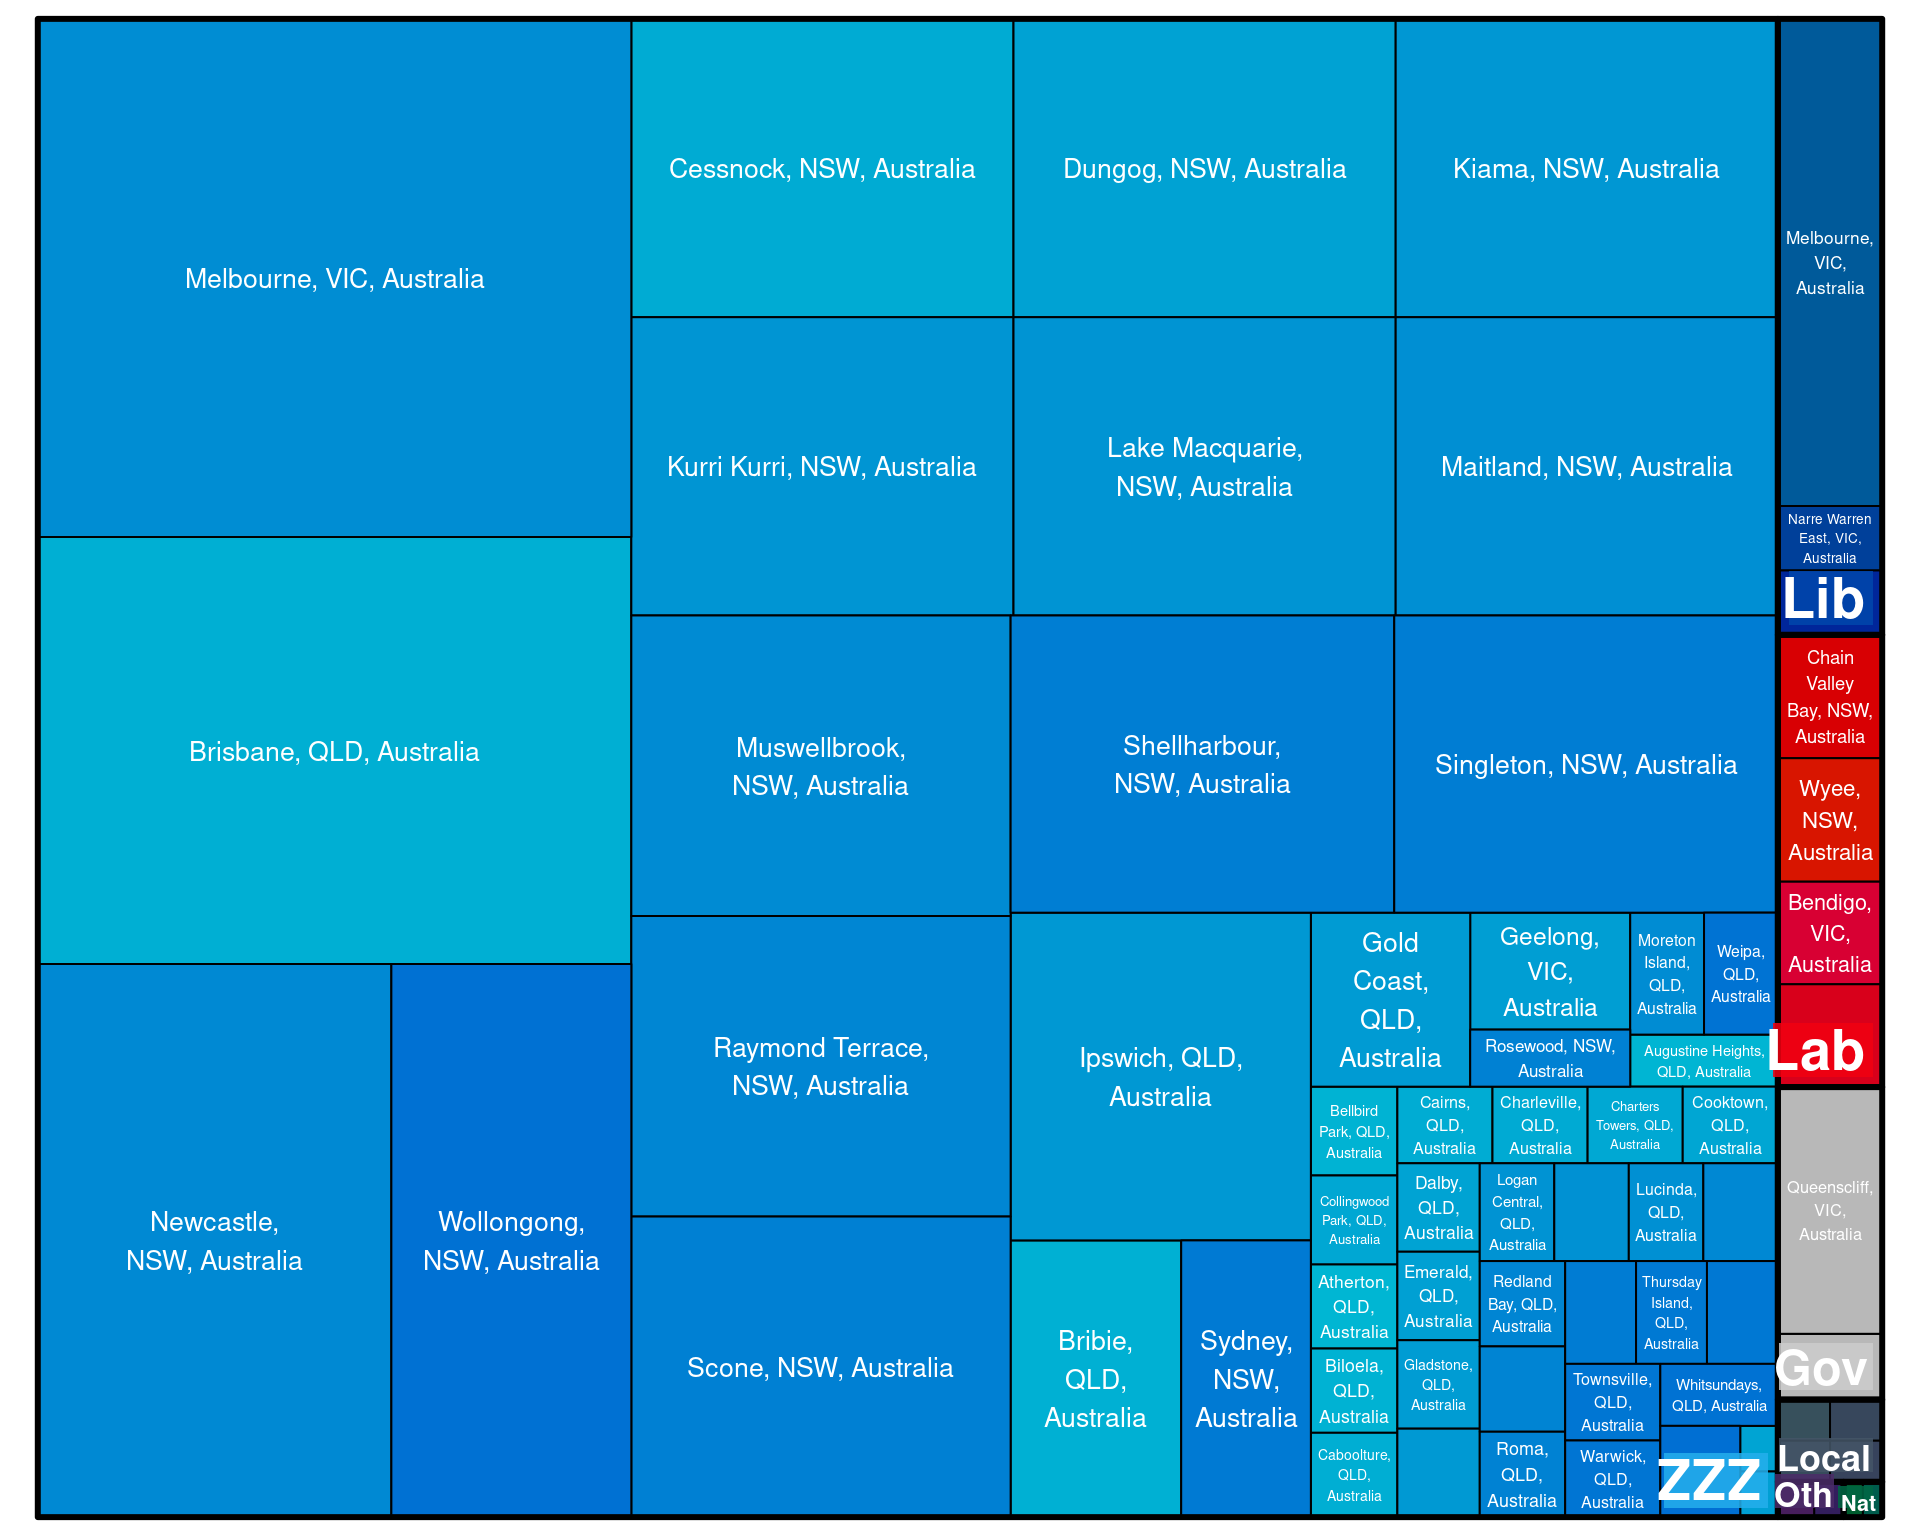 Melbourne, VIC, Australia
Brisbane, QLD, Australia
Newcastle,
NSW, Australia
Wollongong,
NSW, Australia
Cessnock, NSW, Australia
Dungog, NSW, Australia
Kiama, NSW, Australia
Kurri Kurri, NSW, Australia
Lake Macquarie,
NSW, Australia
Maitland, NSW, Australia
Muswellbrook,
NSW, Australia
Shellharbour,
NSW, Australia
Singleton, NSW, Australia
Raymond Terrace,
NSW, Australia
Scone, NSW, Australia
Ipswich, QLD,
Australia
Bribie,
QLD,
Australia
Sydney,
NSW,
Australia
Gold
Coast,
QLD,
Australia
Geelong,
VIC,
Australia
Rosewood, NSW,
Australia
Moreton
Island,
QLD,
Australia
Weipa,
QLD,
Australia
Augustine Heights,
QLD, Australia
Bellbird
Park, QLD,
Australia
Collingwood
Park, QLD,
Australia
Atherton,
QLD,
Australia
Biloela,
QLD,
Australia
Caboolture,
QLD,
Australia
Cairns,
QLD,
Australia
Charleville,
QLD,
Australia
Charters
Towers, QLD,
Australia
Cooktown,
QLD,
Australia
Dalby,
QLD,
Australia
Emerald,
QLD,
Australia
Gladstone,
QLD,
Australia
Logan
Central,
QLD,
Australia
Lucinda,
QLD,
Australia
Redland
Bay, QLD,
Australia
Roma,
QLD,
Australia
Thursday
Island,
QLD,
Australia
Townsville,
QLD,
Australia
Warwick,
QLD,
Australia
Whitsundays,
QLD, Australia
ZZZ
Melbourne,
VIC,
Australia
Narre Warren
East, VIC,
Australia
Lib
Chain
Valley
Bay, NSW,
Australia
Wyee,
NSW,
Australia
Bendigo,
VIC,
Australia
Lab
Queenscliff,
VIC,
Australia
Gov
Local
Oth
Nat